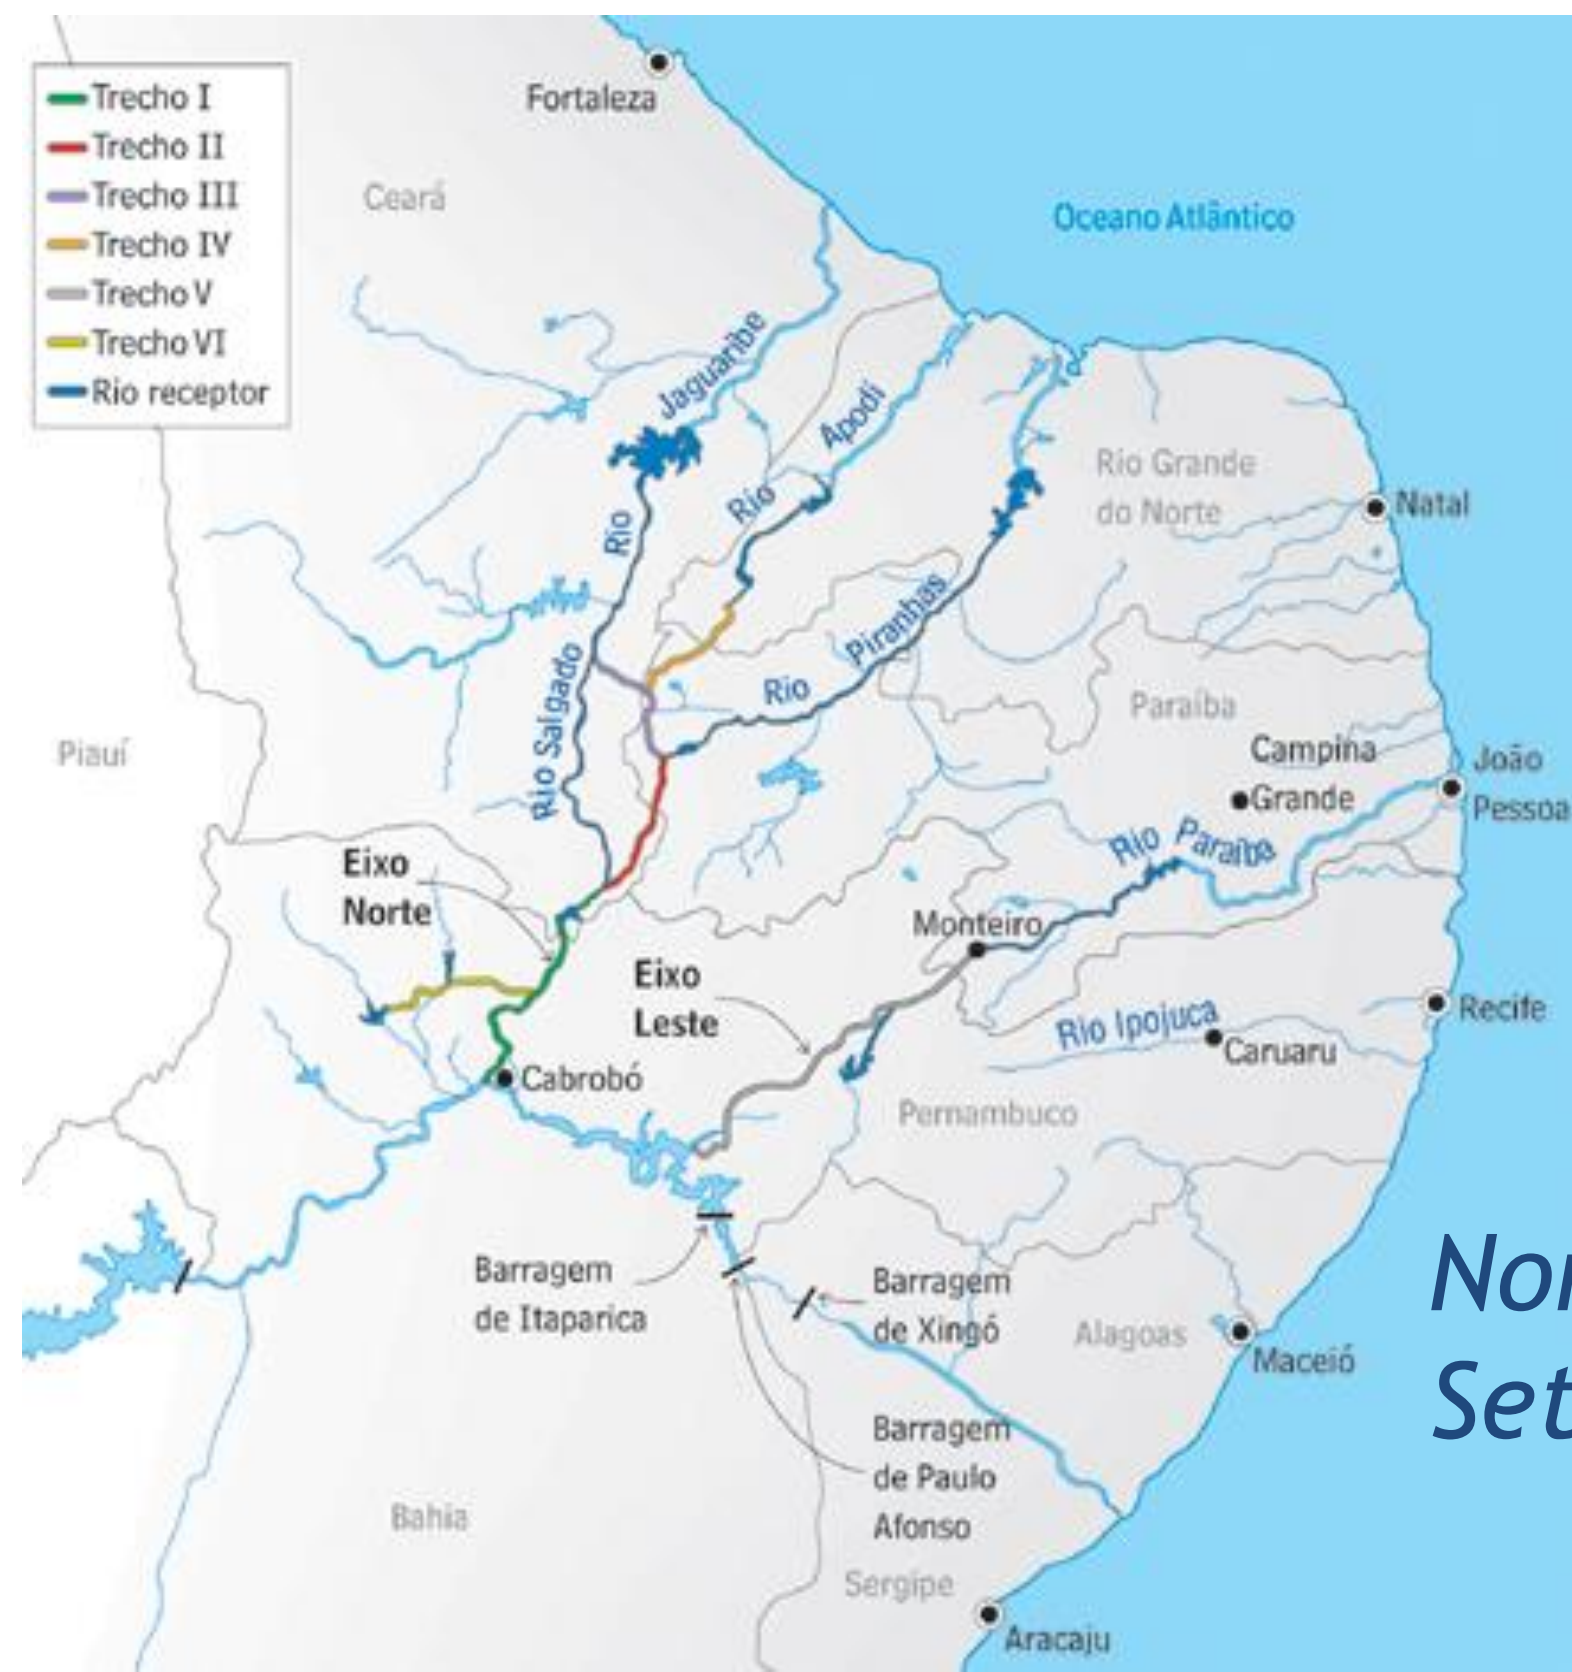 Trecho I
Trecho II
Trecho III
Trecho IV
Trecho V
Trecho VI
Rio receptor
Fortaleza
Ceará
Oceano Atlântico
Rio Jaguaribe
Rio Apodi
Rio Grande
do Norte
Natal
Rio Piranhas
Rio Salgado
Piauí
Paraíba
Campina
Grande
João
Pessoa
Rio Paraíba
Eixo
Norte
Monteiro
Eixo
Leste
Recife
Rio Ipojuca
Caruaru
Cabrobó
Pernambuco
Barragem
de Itaparica
Barragem
de Xingó
Alagoas
Maceió
Barragem
de Paulo
Afonso
Bahia
Sergipe
Aracaju